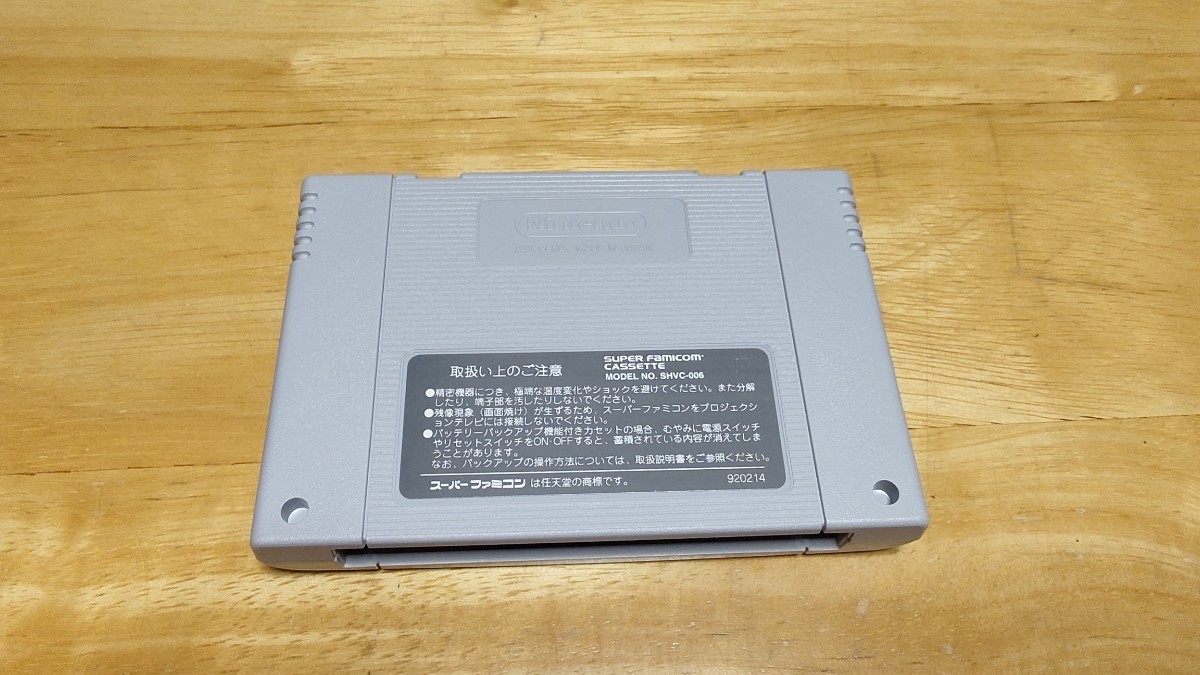 Nintendo
取扱い上のご注意
SUPER Famicom
CASSETTE
MODEL NO. SHVC-006
●精密機器につき、極端な温度変化やショックを避けてください。また分解
したり、端子部を汚したりしないでください。
●残像現象（画面焼け）が生ずるため、スーパーファミコンをプロジェクシ
ョンテレビには接続しないでください。
●バッテリーバックアップ機能付きカセットの場合、むやみに電源スイッチ
やリセットスイッチをON・OFFすると、蓄積されている内容が消えてしま
うことがあります。
なお、バックアップの操作方法については、取扱説明書をご参照ください。
スーパーファミコン は任天堂の商標です。
920214